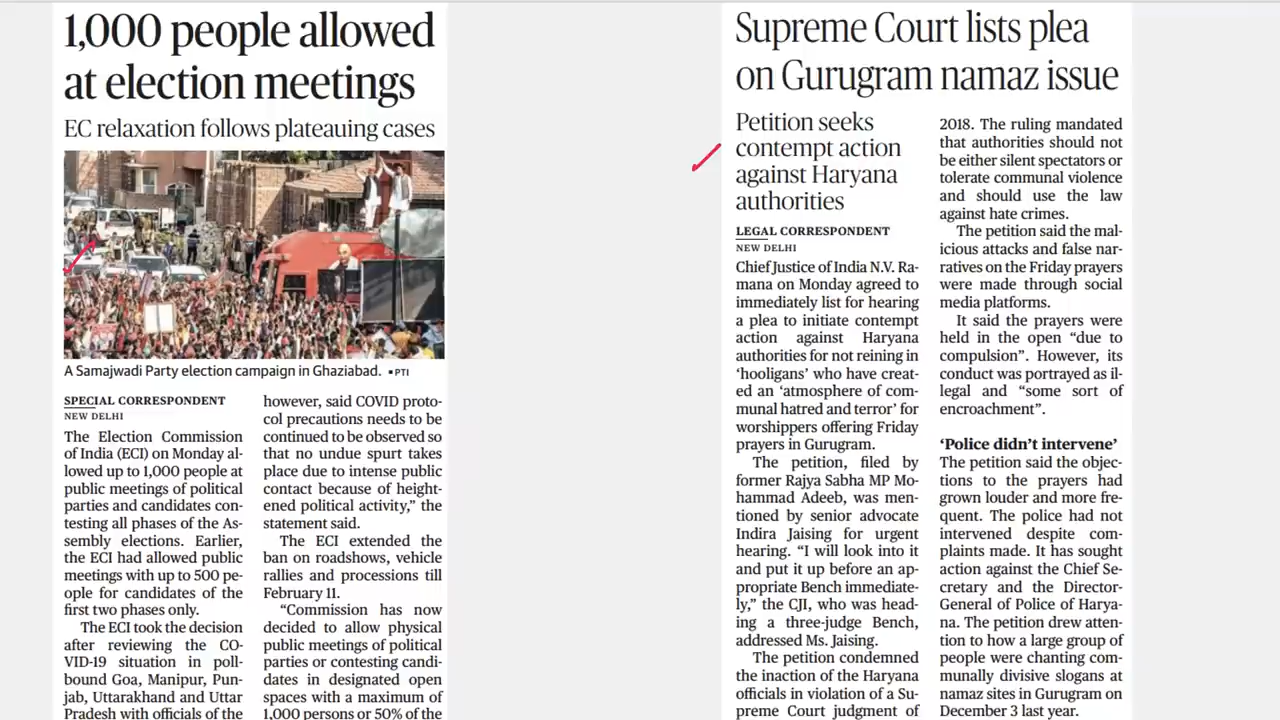 1,000 people allowed
at election meetings
EC relaxation follows plateauing cases
A Samajwadi Party election campaign in Ghaziabad. ▪PTI
SPECIAL CORRESPONDENT
NEW DELHI
The Election Commission
of India (ECI) on Monday al-
lowed up to 1,000 people at
public meetings of political
parties and candidates con-
testing all phases of the As-
sembly elections. Earlier,
the ECI had allowed public
meetings with up to 500 pe-
ople for candidates of the
first two phases only.
The ECI took the decision
after reviewing the CO-
VID-19 situation in poll-
bound Goa, Manipur, Pun-
jab, Uttarakhand and Uttar
Pradesh with officials of the
however, said COVID proto-
col precautions needs to be
continued to be observed so
that no undue spurt takes
place due to intense public
contact because of height-
ened political activity,” the
statement said.
The ECI extended the
ban on roadshows, vehicle
rallies and processions till
February 11.
“Commission has now
decided to allow physical
public meetings of political
parties or contesting candi-
dates in designated open
spaces with a maximum of
1,000 persons or 50% of the
Supreme Court lists plea
on Gurugram namaz issue
Petition seeks
contempt action
against Haryana
authorities
LEGAL CORRESPONDENT
NEW DELHI
Chief Justice of India N.V. Ra-
mana on Monday agreed to
immediately list for hearing
a plea to initiate contempt
action against Haryana
authorities for not reining in
‘hooligans’ who have creat-
ed an ‘atmosphere of com-
munal hatred and terror’ for
worshippers offering Friday
prayers in Gurugram.
The petition, filed by
former Rajya Sabha MP Mo-
hammad Adeeb, was men-
tioned by senior advocate
Indira Jaising for urgent
hearing. “I will look into it
and put it up before an ap-
propriate Bench immediate-
ly,” the CJI, who was head-
ing a three-judge Bench,
addressed Ms. Jaising.
The petition condemned
the inaction of the Haryana
officials in violation of a Su-
preme Court judgment of
2018. The ruling mandated
that authorities should not
be either silent spectators or
tolerate communal violence
and should use the law
against hate crimes.
The petition said the mal-
icious attacks and false nar-
ratives on the Friday prayers
were made through social
media platforms.
It said the prayers were
held in the open “due to
compulsion”. However, its
conduct was portrayed as il-
legal and “some sort of
encroachment”.
‘Police didn’t intervene’
The petition said the objec-
tions to the prayers had
grown louder and more fre-
quent. The police had not
intervened despite com-
plaints made. It has sought
action against the Chief Se-
cretary and the Director-
General of Police of Harya-
na. The petition drew atten-
tion to how a large group of
people were chanting com-
munally divisive slogans at
namaz sites in Gurugram on
December 3 last year.